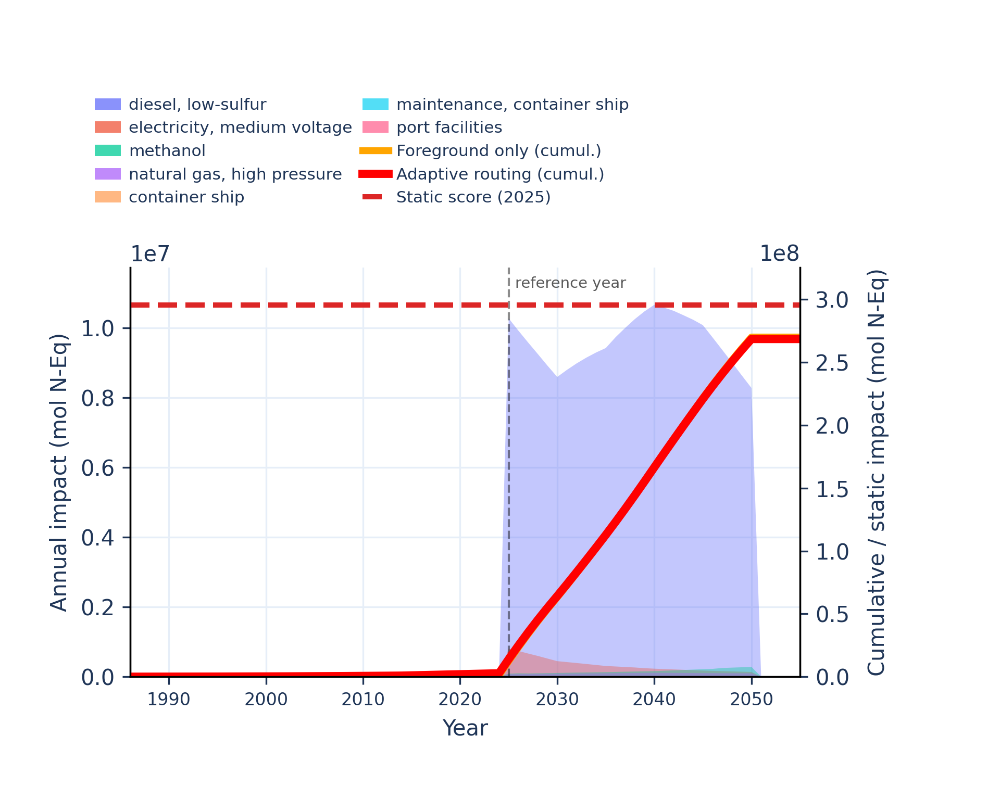 diesel, low-sulfur
electricity, medium voltage
methanol
natural gas, high pressure
container ship
maintenance, container ship
port facilities
Foreground only (cumul.)
Adaptive routing (cumul.)
Static score (2025)
1e7
1e8
reference year
Annual impact (mol N-Eq)
1.0
0.8
0.6
0.4
0.2
0.0
3.0
2.5
2.0
1.5
1.0
0.5
0.0
Cumulative / static impact (mol N-Eq)
1990
2000
2010
2020
2030
2040
2050
Year